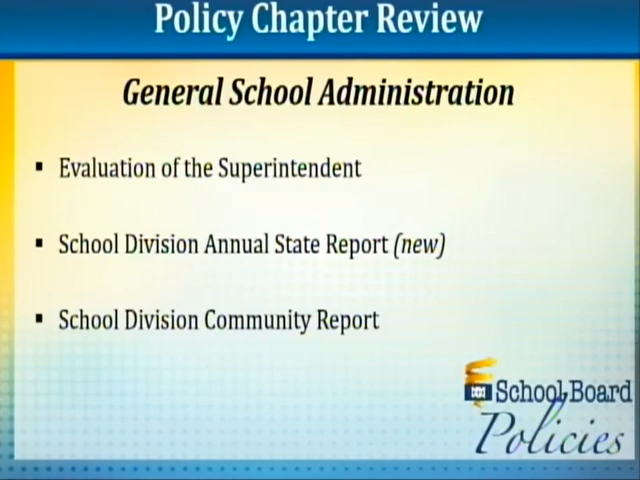 Policy Chapter Review
General School Administration
▪ Evaluation of the Superintendent
▪ School Division Annual State Report (new)
▪ School Division Community Report
School Board
Policies